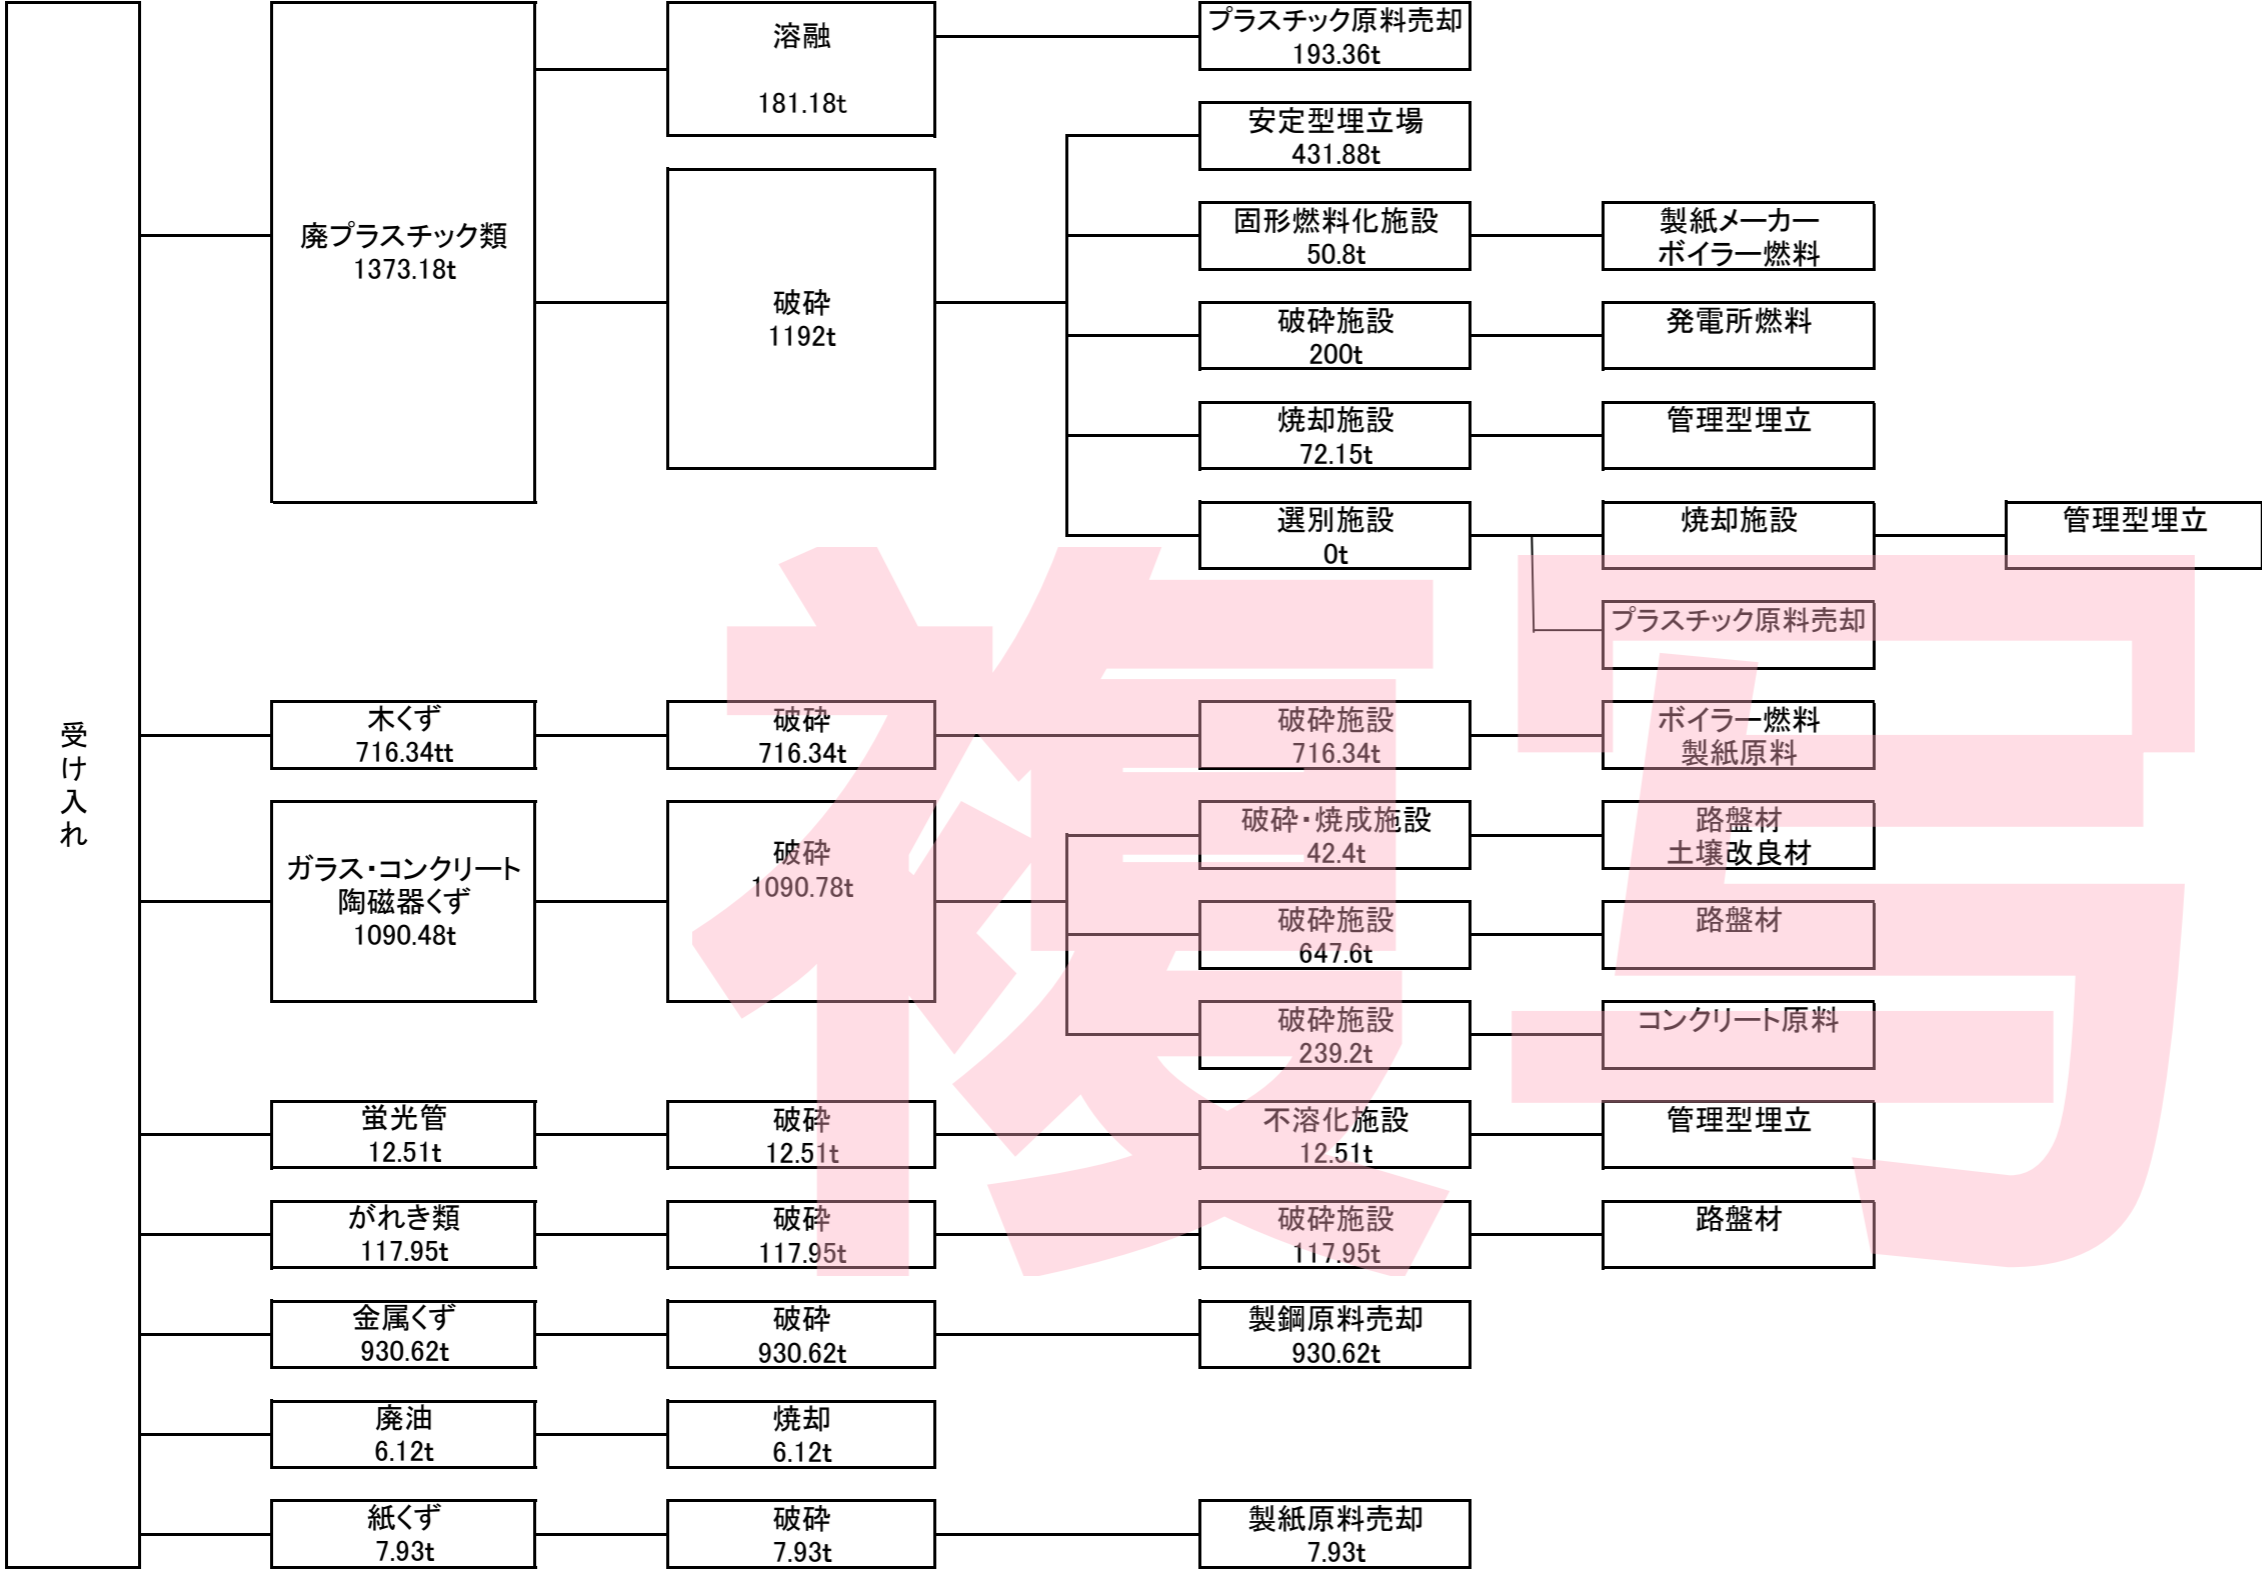 受け入れ
廃プラスチック類
1373.18t
溶融
181.18t
プラスチック原料売却
193.36t
破砕
1192t
安定型埋立場
431.88t
固形燃料化施設
50.8t
製紙メーカー
ボイラー燃料
破砕施設
200t
発電所燃料
焼却施設
72.15t
管理型埋立
選別施設
0t
焼却施設
管理型埋立
プラスチック原料売却
木くず
716.34tt
破砕
716.34t
破砕施設
716.34t
ボイラー燃料
製紙原料
ガラス・コンクリート
陶磁器くず
1090.48t
破砕
1090.78t
破砕・焼成施設
42.4t
路盤材
土壌改良材
破砕施設
647.6t
路盤材
破砕施設
239.2t
コンクリート原料
蛍光管
12.51t
破砕
12.51t
不溶化施設
12.51t
管理型埋立
がれき類
117.95t
破砕
117.95t
破砕施設
117.95t
路盤材
金属くず
930.62t
破砕
930.62t
製鋼原料売却
930.62t
廃油
6.12t
焼却
6.12t
紙くず
7.93t
破砕
7.93t
製紙原料売却
7.93t
複写